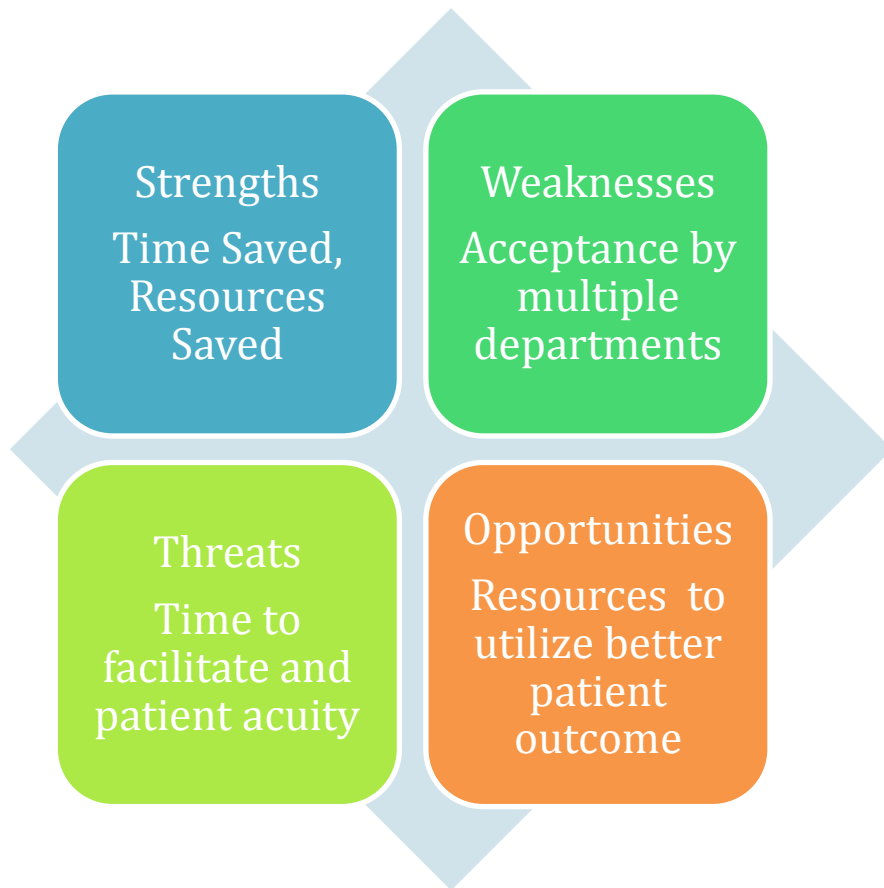 Strengths
Time Saved,
Resources
Saved
Weaknesses
Acceptance by
multiple
departments
Threats
Time to
facilitate and
patient acuity
Opportunities
Resources  to
utilize better
patient
outcome